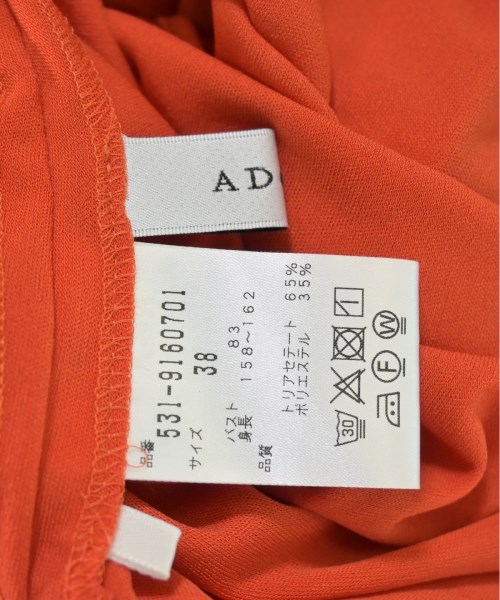 AD
品番
531-9160701
サイズ
38
バスト 83
身長 158~162
品質
トリアセテート 65%
ポリエステル 35%
30
F W